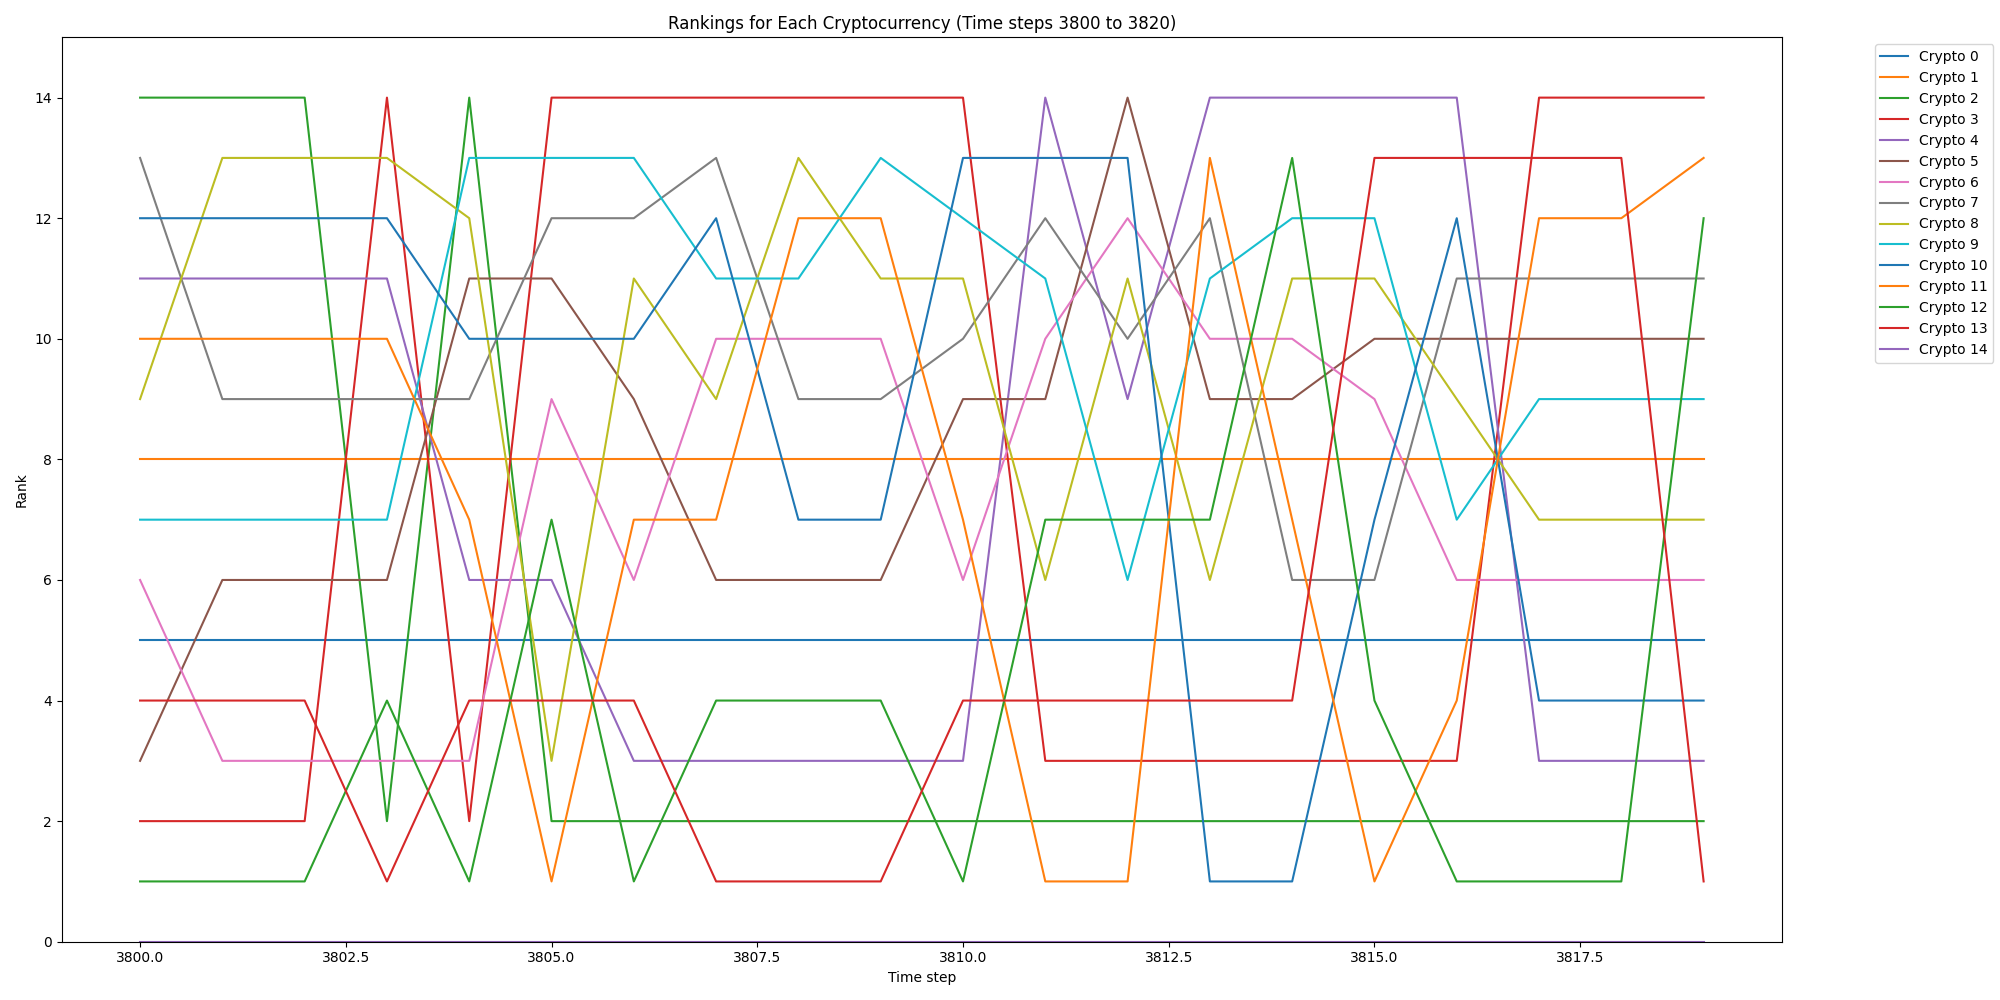 Rankings for Each Cryptocurrency (Time steps 3800 to 3820)
Rank
14
12
10
8
6
4
2
0
3800.0
3802.5
3805.0
3807.5
3810.0
3812.5
3815.0
3817.5
Time step
Crypto 0
Crypto 1
Crypto 2
Crypto 3
Crypto 4
Crypto 5
Crypto 6
Crypto 7
Crypto 8
Crypto 9
Crypto 10
Crypto 11
Crypto 12
Crypto 13
Crypto 14